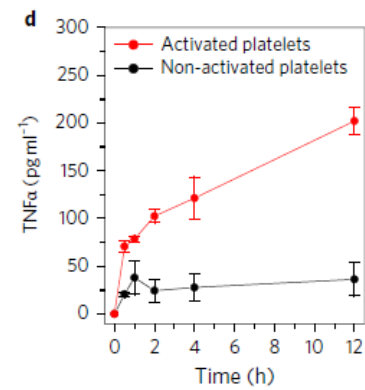 d
300
250
200
150
100
50
0
TNFα (pg ml⁻¹)
Activated platelets
Non-activated platelets
0 2 4 6 8 10 12
Time (h)